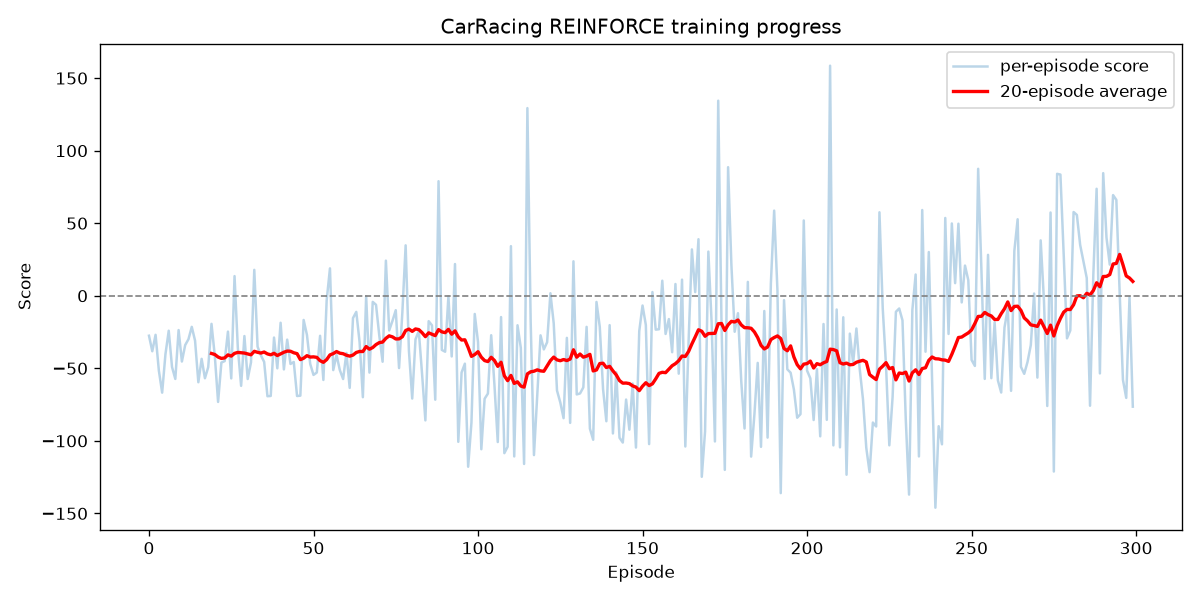 CarRacing REINFORCE training progress
per-episode score
20-episode average
150
100
50
0
−50
−100
−150
Score
0
50
100
150
200
250
300
Episode